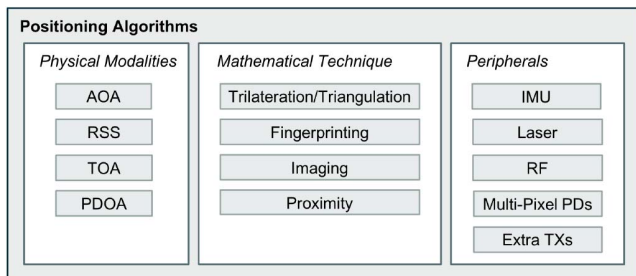 Positioning Algorithms
Physical Modalities
AOA
RSS
TOA
PDOA
Mathematical Technique
Trilateration/Triangulation
Fingerprinting
Imaging
Proximity
Peripherals
IMU
Laser
RF
Multi-Pixel PDs
Extra TXs